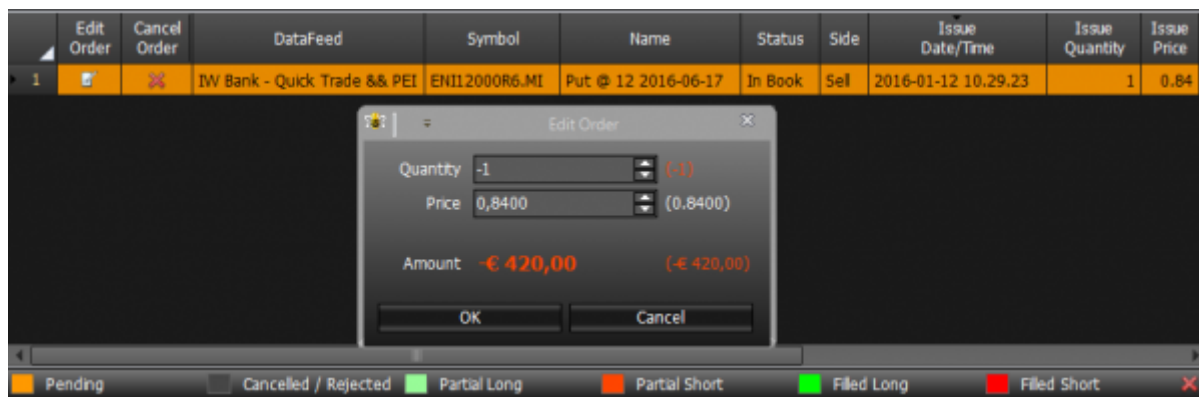 Edit Order Cancel Order DataFeed Symbol Name Status Side Issue Date/Time Issue Quantity Issue Price
1 IW Bank - Quick Trade && PEI ENI12000R6.MI Put @ 12 2016-06-17 In Book Sell 2016-01-12 10.29.23 1 0.84
Edit Order
Quantity -1 (-1)
Price 0,8400 (0.8400)
Amount -€ 420,00 (-€ 420,00)
OK Cancel
Pending Cancelled / Rejected Partial Long Partial Short Filled Long Filled Short